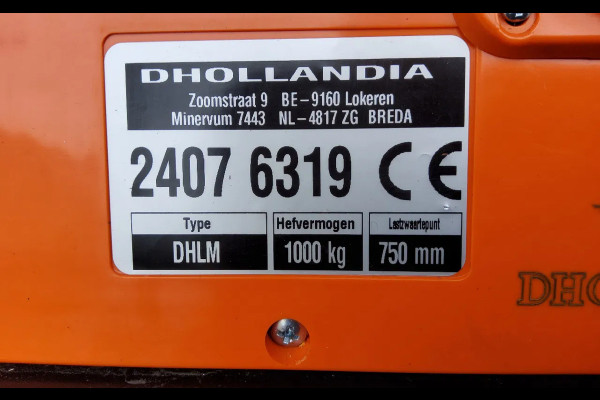 DHOLLANDIA
Zoomstraat 9 BE-9160 Lokeren
Minervum 7443 NL-4817 ZG BREDA
2407 6319 CE
Type Hefvermogen Lastzwaartepunt
DHLM 1000 kg 750 mm
DHO